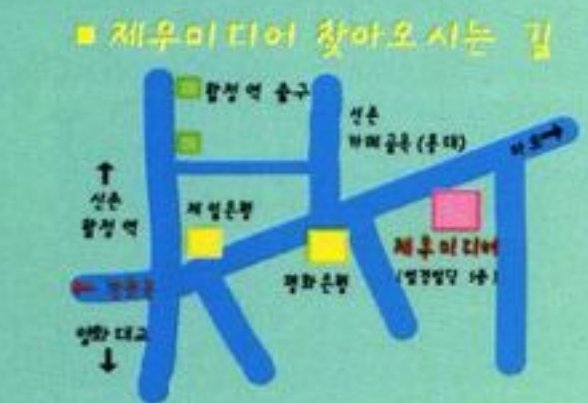 제우미디어 찾아오시는 길
합정역 출구
신촌
카페골목 (홍대)
마포
신촌
합정역
제일은행
평화은행
제우미디어
양화대교